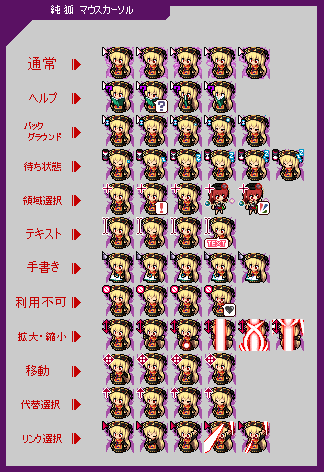 純狐 マウスカーソル
通常
ヘルプ
バック
グラウンド
待ち状態
領域選択
テキスト
TEXT
手書き
利用不可
拡大・縮小
移動
代替選択
リンク選択